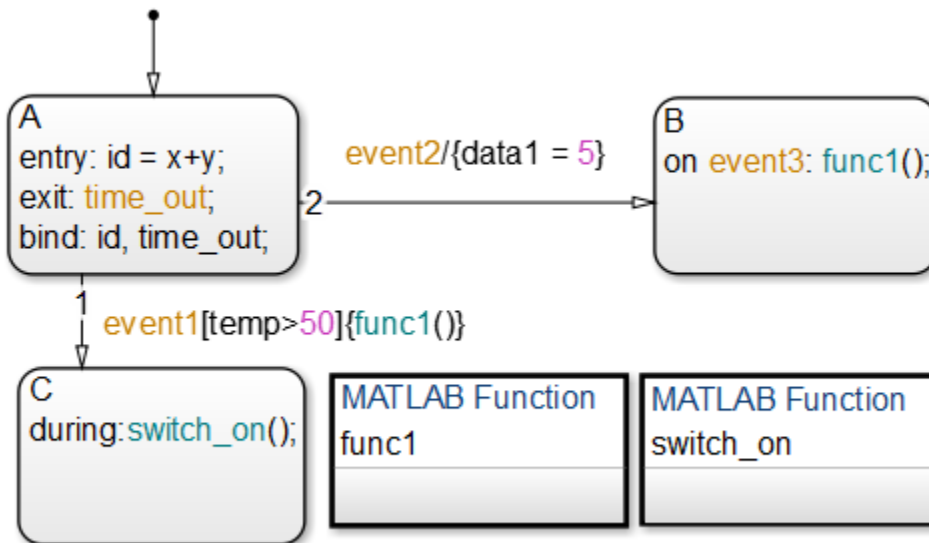 A
entry: id = x+y;
exit: time_out;
bind: id, time_out;
event2/{data1 = 5}
2
B
on event3: func1();
1
event1[temp>50]{func1()}
C
during:switch_on();
MATLAB Function
func1
MATLAB Function
switch_on